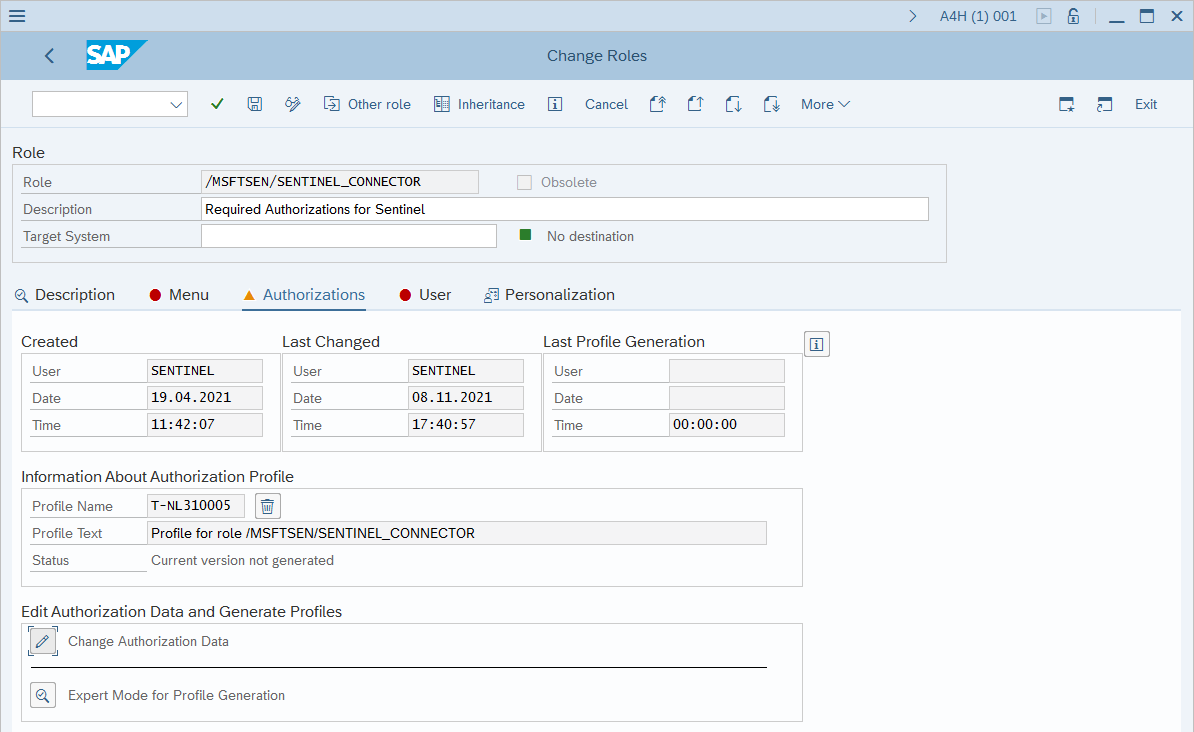 A4H (1) 001
SAP Change Roles
Other role Inheritance Cancel More Exit
Role
Role /MSFTSEN/SENTINEL_CONNECTOR Obsolete
Description Required Authorizations for Sentinel
Target System No destination
Description Menu Authorizations User Personalization
Created Last Changed Last Profile Generation
User SENTINEL User SENTINEL User
Date 19.04.2021 Date 08.11.2021 Date
Time 11:42:07 Time 17:40:57 Time 00:00:00
Information About Authorization Profile
Profile Name T-NL310005
Profile Text Profile for role /MSFTSEN/SENTINEL_CONNECTOR
Status Current version not generated
Edit Authorization Data and Generate Profiles
Change Authorization Data
Expert Mode for Profile Generation